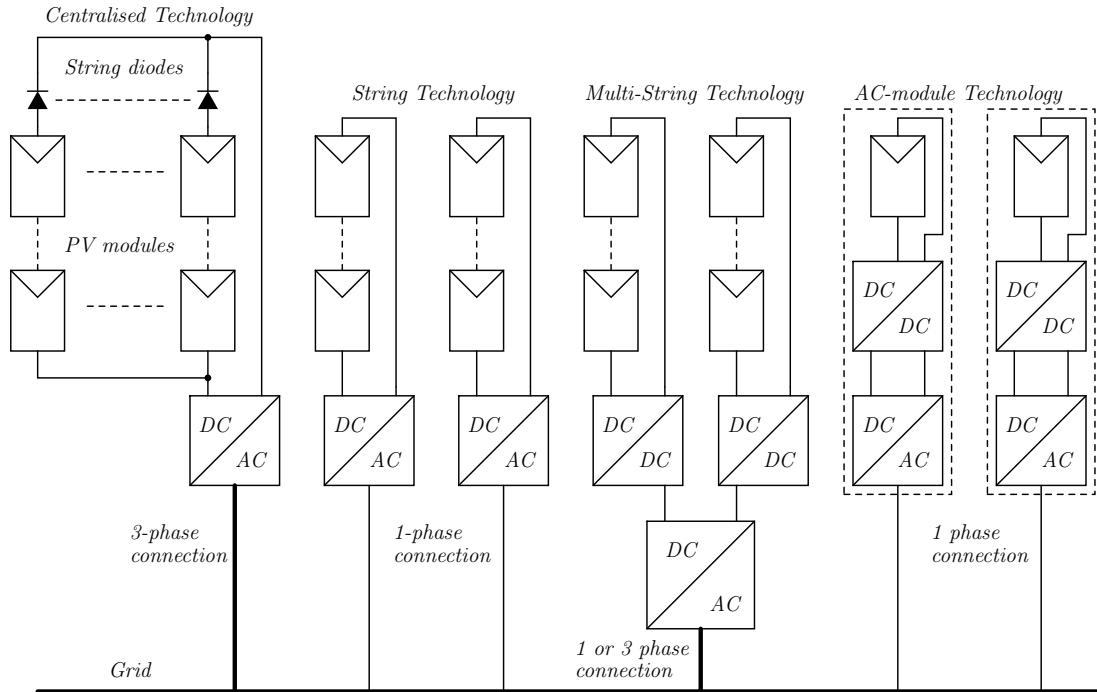 Centralised Technology
String diodes
PV modules
DC
AC
3-phase
connection
String Technology
DC
AC
DC
AC
1-phase
connection
Multi-String Technology
DC
DC
DC
DC
DC
AC
1 or 3 phase
connection
AC-module Technology
DC
DC
DC
DC
DC
AC
DC
AC
1 phase
connection
Grid